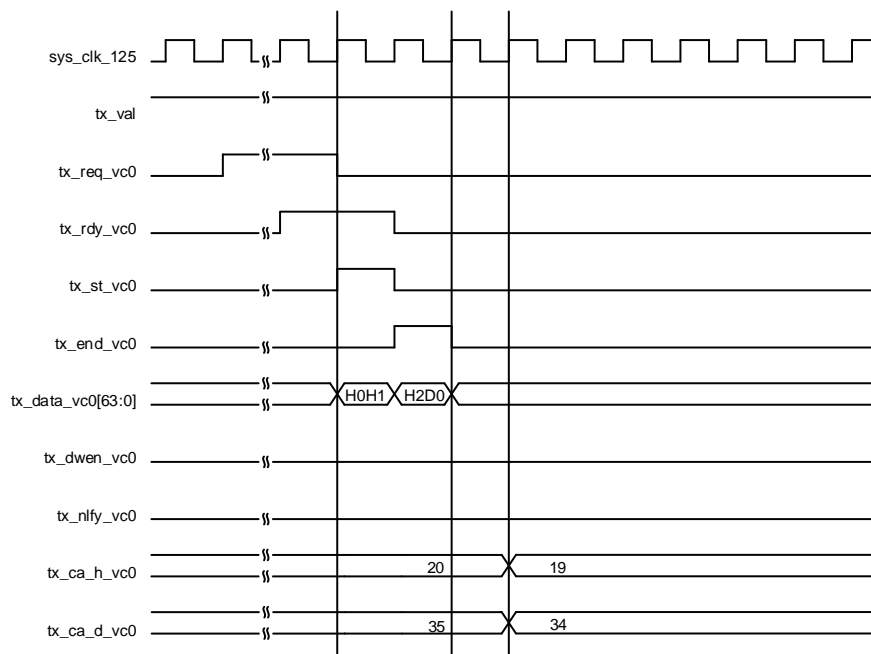 sys_clk_125
tx_val
tx_req_vc0
tx_rdy_vc0
tx_st_vc0
tx_end_vc0
tx_data_vc0[63:0] H0H1 H2D0
tx_dwen_vc0
tx_nlfy_vc0
tx_ca_h_vc0 20 19
tx_ca_d_vc0 35 34